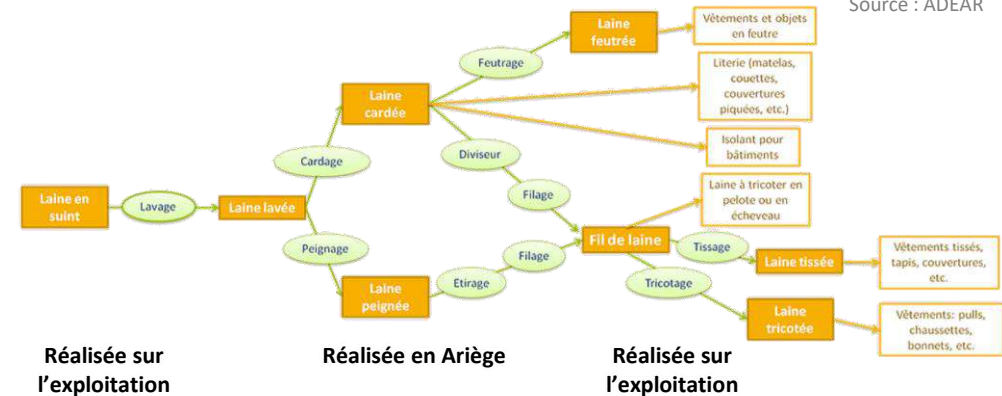 Source : ADEAR
Laine
feutrée
Vêtements et objets
en feutre
Feutrage
Literie (matelas,
couettes,
couvertures
piquées, etc.)
Laine
cardée
Isolant pour
bâtiments
Cardage
Diviseur
Laine en
suint
Lavage
Laine lavée
Filage
Laine à tricoter en
pelote ou en
écheveau
Peignage
Filage
Fil de laine
Tissage
Laine tissée
Vêtements tissés,
tapis, couvertures,
etc.
Laine
peignée
Etirage
Tricotage
Laine
tricotée
Vêtements: pulls,
chaussettes,
bonnets, etc.
Réalisée sur
l'exploitation
Réalisée en Ariège
Réalisée sur
l'exploitation